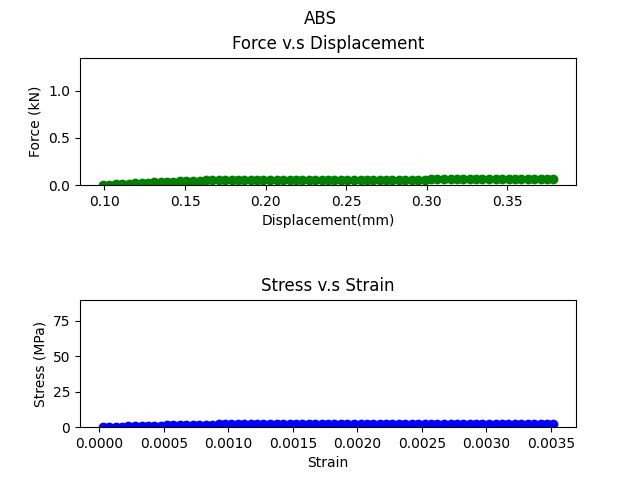 ABS
Force v.s Displacement
1.0
0.5
0.0
Force (kN)
0.10 0.15 0.20 0.25 0.30 0.35
Displacement(mm)
Stress v.s Strain
75
50
25
0
Stress (MPa)
0.0000 0.0005 0.0010 0.0015 0.0020 0.0025 0.0030 0.0035
Strain